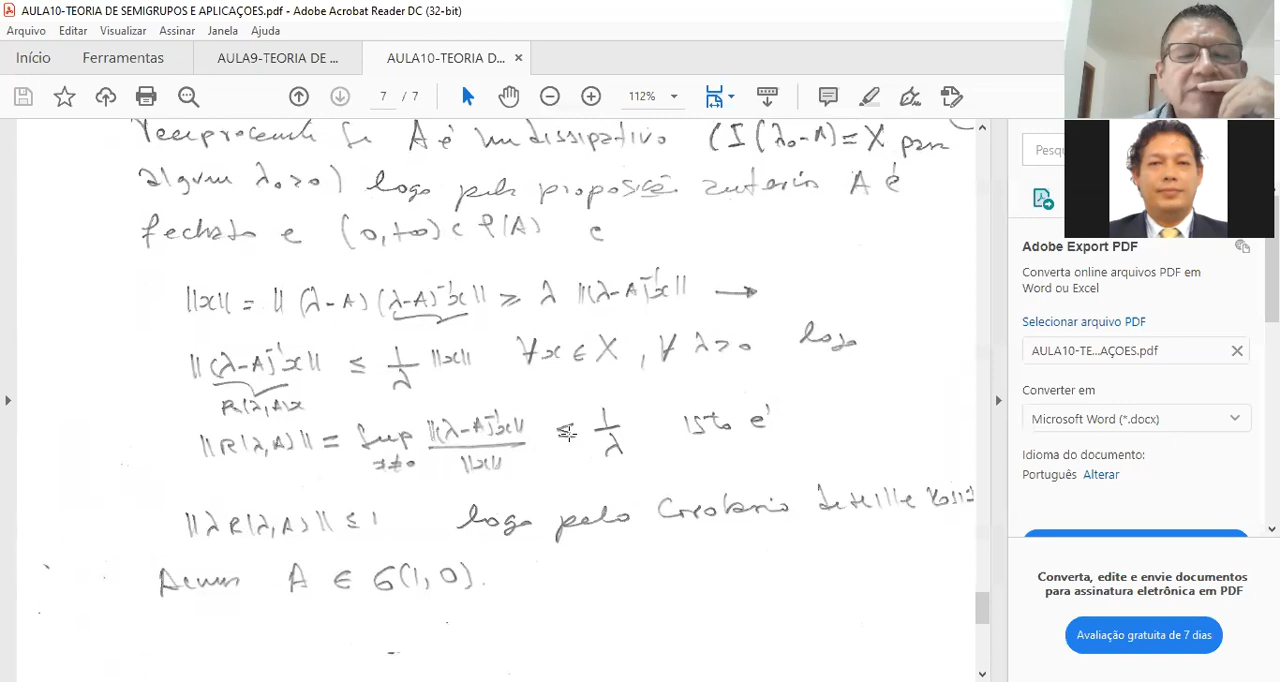 AULA10-TEORIA DE SEMIGRUPOS E APLICAÇOES.pdf - Adobe Acrobat Reader DC (32-bit)
Arquivo Editar Visualizar Assinar Janela Ajuda
Início Ferramentas AULA9-TEORIA DE ... AULA10-TEORIA D... ×
7 / 7 112%
Reciprocamente Se A é m dissipativo (I(λ₀-A)=X para
algum λ₀>0) logo pela proposição anterior A é
fechado e (0,+∞) ⊂ ρ(A) e
||x|| = || (λ-A) (λ-A)⁻¹x || ≥ λ ||(λ-A)⁻¹x|| →
||(λ-A)⁻¹x|| ≤ 1/λ ||x|| ∀x ∈ X, ∀ λ>0 logo
R(λ,A)x
||R(λ,A)|| = Sup x≠0 ||(λ-A)⁻¹x|| / ||x|| ≤ 1/λ isto é
||λ R(λ,A)|| ≤ 1 logo pelo Corolario de Hille Yosida
A ∈ G(1,0).
Pesqu
Adobe Export PDF
Converta online arquivos PDF em
Word ou Excel
Selecionar arquivo PDF
AULA10-TE...AÇOES.pdf
Converter em
Microsoft Word (*.docx)
Idioma do documento:
Português Alterar
Converta, edite e envie documentos
para assinatura eletrônica em PDF
Avaliação gratuita de 7 dias